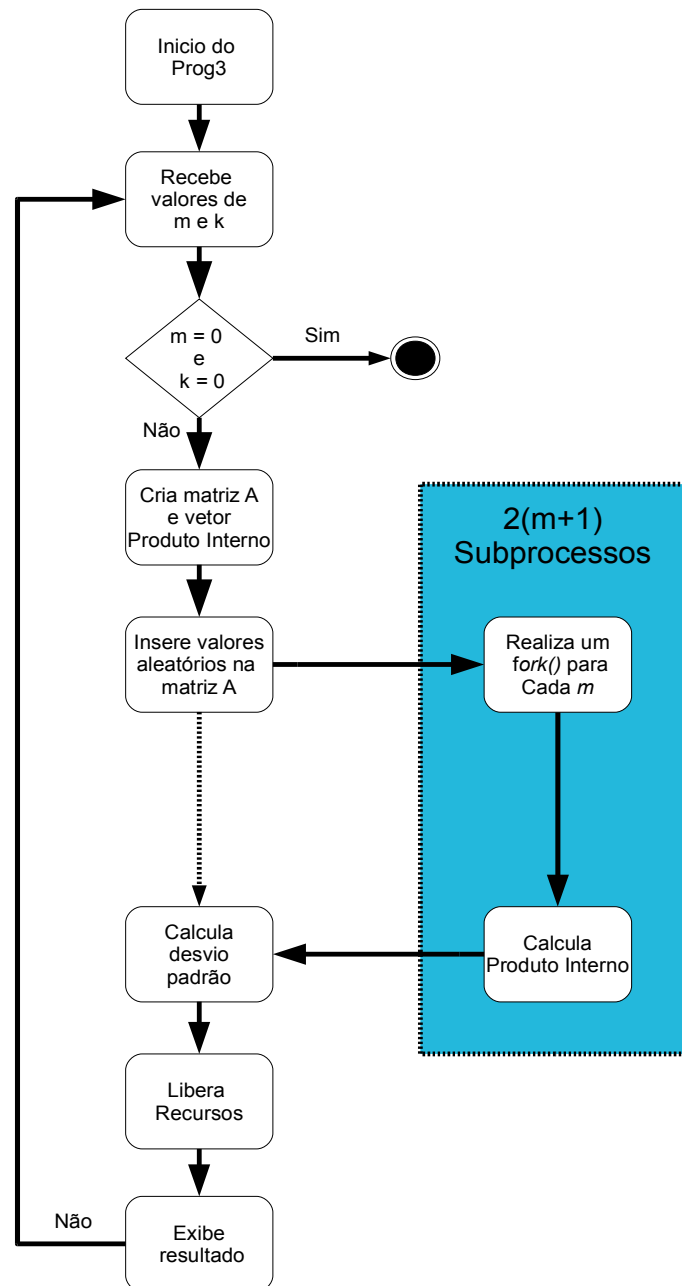 Inicio do
Prog3
Recebe
valores de
m e k
m = 0
e
k = 0
Sim
Não
Cria matriz A
e vetor
Produto Interno
2(m+1)
Subprocessos
Insere valores
aleatórios na
matriz A
Realiza um
fork() para
Cada m
Calcula
desvio
padrão
Calcula
Produto Interno
Libera
Recursos
Não
Exibe
resultado